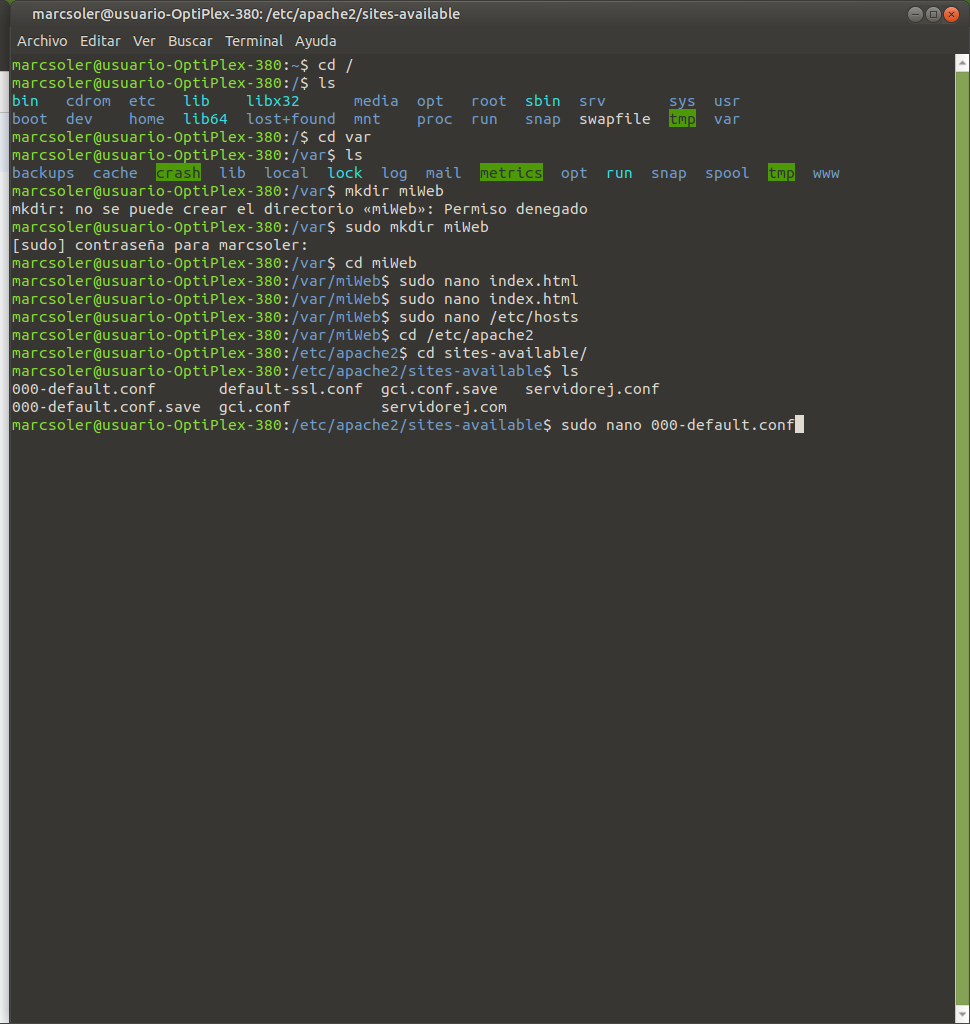 marcsoler@usuario-OptiPlex-380: /etc/apache2/sites-available
Archivo Editar Ver Buscar Terminal Ayuda
marcsoler@usuario-OptiPlex-380:~$ cd /
marcsoler@usuario-OptiPlex-380:/$ ls
bin cdrom etc lib libx32 media opt root sbin srv sys usr
boot dev home lib64 lost+found mnt proc run snap swapfile tmp var
marcsoler@usuario-OptiPlex-380:/$ cd var
marcsoler@usuario-OptiPlex-380:/var$ ls
backups cache crash lib local lock log mail metrics opt run snap spool tmp www
marcsoler@usuario-OptiPlex-380:/var$ mkdir miWeb
mkdir: no se puede crear el directorio «miWeb»: Permiso denegado
marcsoler@usuario-OptiPlex-380:/var$ sudo mkdir miWeb
[sudo] contraseña para marcsoler:
marcsoler@usuario-OptiPlex-380:/var$ cd miWeb
marcsoler@usuario-OptiPlex-380:/var/miWeb$ sudo nano index.html
marcsoler@usuario-OptiPlex-380:/var/miWeb$ sudo nano index.html
marcsoler@usuario-OptiPlex-380:/var/miWeb$ sudo nano /etc/hosts
marcsoler@usuario-OptiPlex-380:/var/miWeb$ cd /etc/apache2
marcsoler@usuario-OptiPlex-380:/etc/apache2$ cd sites-available/
marcsoler@usuario-OptiPlex-380:/etc/apache2/sites-available$ ls
000-default.conf default-ssl.conf gci.conf.save servidorej.conf
000-default.conf.save gci.conf servidorej.com
marcsoler@usuario-OptiPlex-380:/etc/apache2/sites-available$ sudo nano 000-default.conf